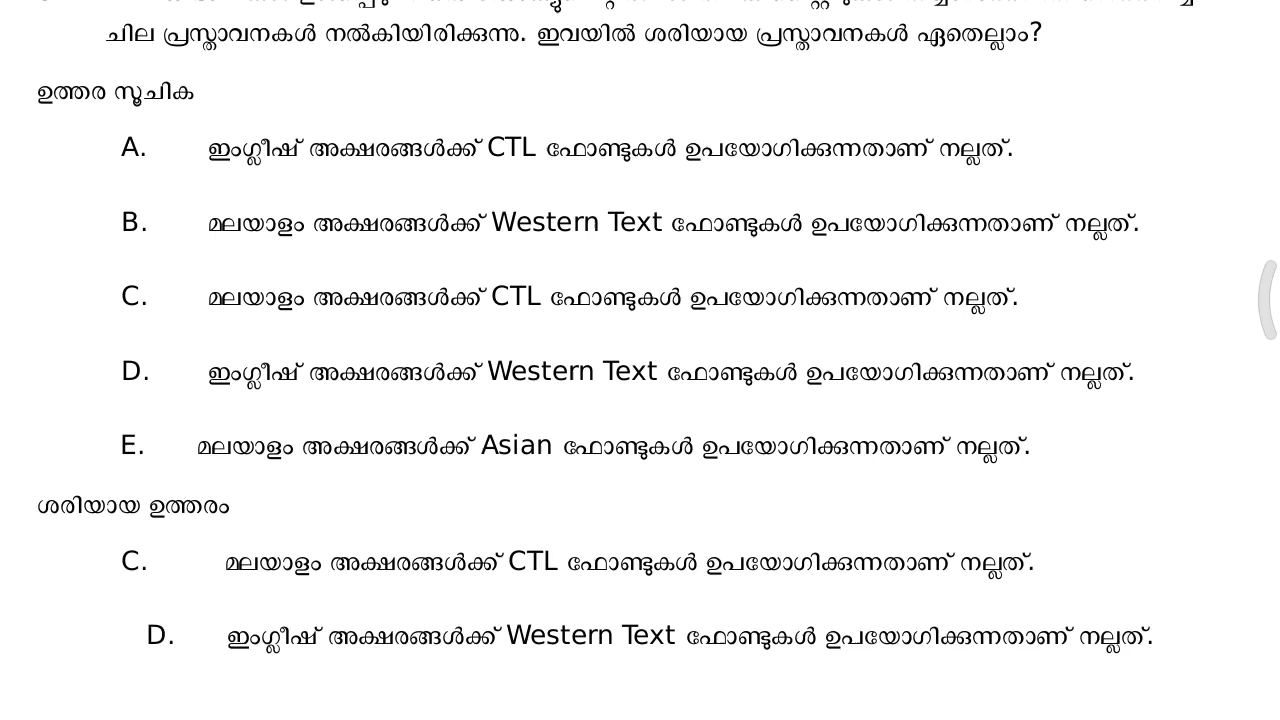 ചില പ്രസ്താവനകൾ നൽകിയിരിക്കുന്നു. ഇവയിൽ ശരിയായ പ്രസ്താവനകൾ ഏതെല്ലാം?
ഉത്തര സൂചിക
A. ഇംഗ്ലീഷ് അക്ഷരങ്ങൾക്ക് CTL ഫോണ്ടുകൾ ഉപയോഗിക്കുന്നതാണ് നല്ലത്.
B. മലയാളം അക്ഷരങ്ങൾക്ക് Western Text ഫോണ്ടുകൾ ഉപയോഗിക്കുന്നതാണ് നല്ലത്.
C. മലയാളം അക്ഷരങ്ങൾക്ക് CTL ഫോണ്ടുകൾ ഉപയോഗിക്കുന്നതാണ് നല്ലത്.
D. ഇംഗ്ലീഷ് അക്ഷരങ്ങൾക്ക് Western Text ഫോണ്ടുകൾ ഉപയോഗിക്കുന്നതാണ് നല്ലത്.
E. മലയാളം അക്ഷരങ്ങൾക്ക് Asian ഫോണ്ടുകൾ ഉപയോഗിക്കുന്നതാണ് നല്ലത്.
ശരിയായ ഉത്തരം
C. മലയാളം അക്ഷരങ്ങൾക്ക് CTL ഫോണ്ടുകൾ ഉപയോഗിക്കുന്നതാണ് നല്ലത്.
D. ഇംഗ്ലീഷ് അക്ഷരങ്ങൾക്ക് Western Text ഫോണ്ടുകൾ ഉപയോഗിക്കുന്നതാണ് നല്ലത്.